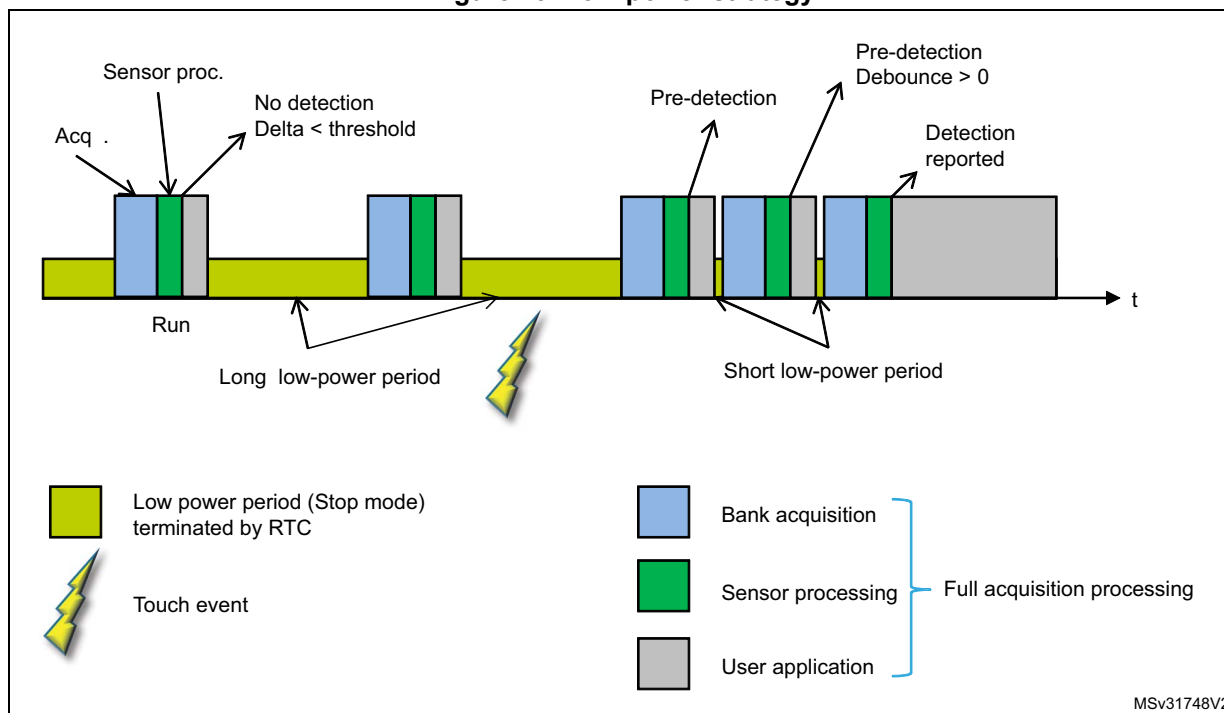 Sensor proc.
No detection
Delta < threshold
Acq .
Pre-detection
Pre-detection
Debounce > 0
Detection
reported
Run
t
Long low-power period
Short low-power period
Low power period (Stop mode)
terminated by RTC
Touch event
Bank acquisition
Sensor processing
User application
Full acquisition processing
MSv31748V2